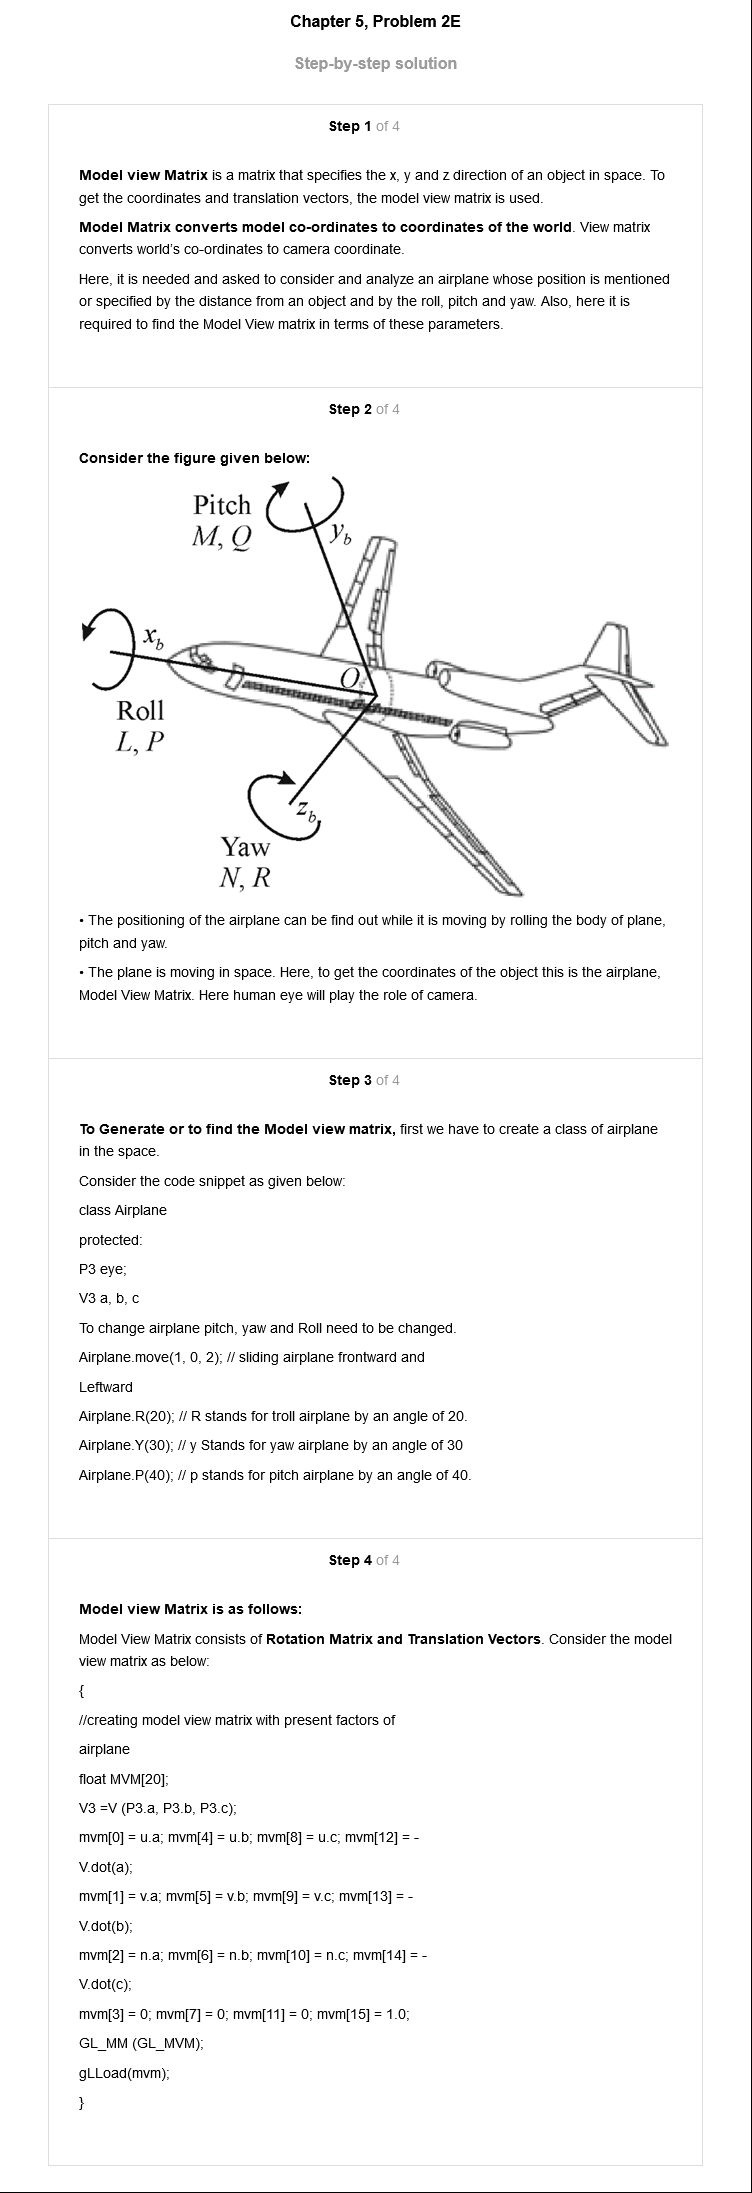 Chapter 5, Problem 2E
Step-by-step solution
Step 1 of 4
Model view Matrix is a matrix that specifies the x, y and z direction of an object in space. To
get the coordinates and translation vectors, the model view matrix is used.
Model Matrix converts model co-ordinates to coordinates of the world. View matrix
converts world's co-ordinates to camera coordinate.
Here, it is needed and asked to consider and analyze an airplane whose position is mentioned
or specified by the distance from an object and by the roll, pitch and yaw. Also, here it is
required to find the Model View matrix in terms of these parameters.
Step 2 of 4
Consider the figure given below:
Pitch
M, Q
y_b
x_b
O
Roll
L, P
z_b
Yaw
N, R
• The positioning of the airplane can be find out while it is moving by rolling the body of plane,
pitch and yaw.
• The plane is moving in space. Here, to get the coordinates of the object this is the airplane,
Model View Matrix. Here human eye will play the role of camera.
Step 3 of 4
To Generate or to find the Model view matrix, first we have to create a class of airplane
in the space.
Consider the code snippet as given below:
class Airplane
protected:
P3 eye;
V3 a, b, c
To change airplane pitch, yaw and Roll need to be changed.
Airplane.move(1, 0, 2); // sliding airplane frontward and
Leftward
Airplane.R(20); // R stands for troll airplane by an angle of 20.
Airplane.Y(30); // y Stands for yaw airplane by an angle of 30
Airplane.P(40); // p stands for pitch airplane by an angle of 40.
Step 4 of 4
Model view Matrix is as follows:
Model View Matrix consists of Rotation Matrix and Translation Vectors. Consider the model
view matrix as below:
{
//creating model view matrix with present factors of
airplane
float MVM[20];
V3 =V (P3.a, P3.b, P3.c);
mvm[0] = u.a; mvm[4] = u.b; mvm[8] = u.c; mvm[12] = -
V.dot(a);
mvm[1] = v.a; mvm[5] = v.b; mvm[9] = v.c; mvm[13] = -
V.dot(b);
mvm[2] = n.a; mvm[6] = n.b; mvm[10] = n.c; mvm[14] = -
V.dot(c);
mvm[3] = 0; mvm[7] = 0; mvm[11] = 0; mvm[15] = 1.0;
GL_MM (GL_MVM);
gLLoad(mvm);
}